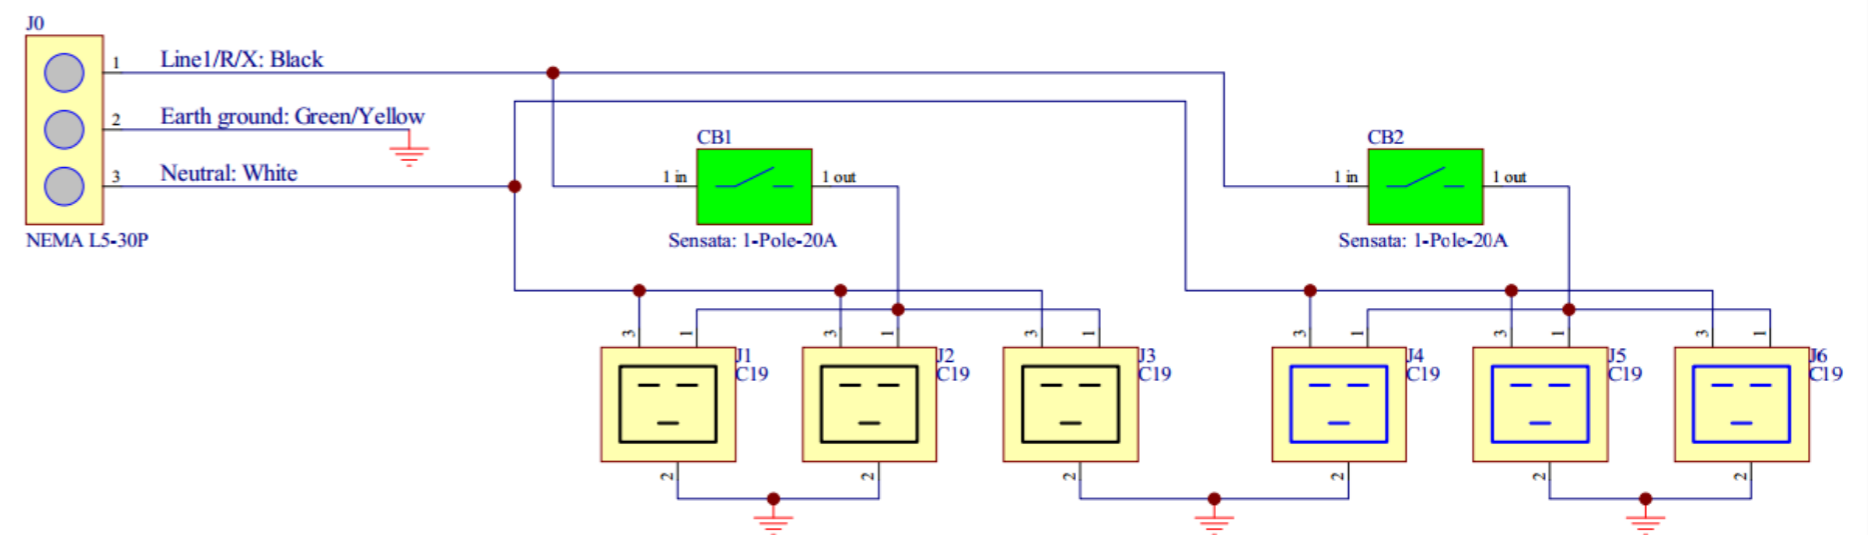 J0
1
Line1/R/X: Black
2
Earth ground: Green/Yellow
3
Neutral: White
NEMA L5-30P
CB1
1 in
1 out
Sensata: 1-Pole-20A
CB2
1 in
1 out
Sensata: 1-Pole-20A
3
1
J1
C19
2
3
1
J2
C19
2
3
1
J3
C19
2
3
1
J4
C19
2
3
1
J5
C19
2
3
1
J6
C19
2